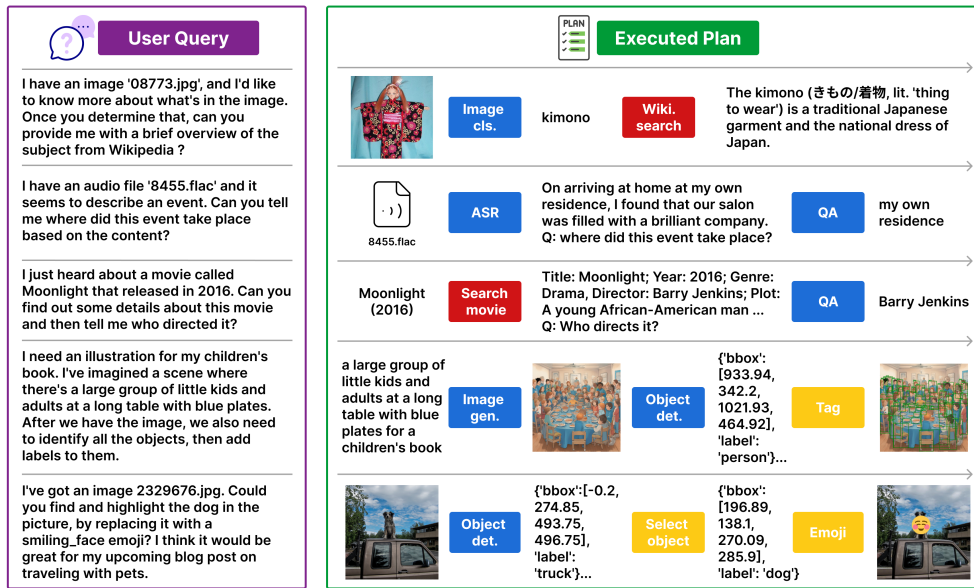 User Query
PLAN
Executed Plan
I have an image '08773.jpg', and I'd like
to know more about what's in the image.
Once you determine that, can you
provide me with a brief overview of the
subject from Wikipedia ?
Image
cls.
kimono
Wiki.
search
The kimono (きもの/着物, lit. 'thing
to wear') is a traditional Japanese
garment and the national dress of
Japan.
I have an audio file '8455.flac' and it
seems to describe an event. Can you tell
me where did this event take place
based on the content?
8455.flac
ASR
On arriving at home at my own
residence, I found that our salon
was filled with a brilliant company.
Q: where did this event take place?
QA
my own
residence
I just heard about a movie called
Moonlight that released in 2016. Can you
find out some details about this movie
and then tell me who directed it?
Moonlight
(2016)
Search
movie
Title: Moonlight; Year: 2016; Genre:
Drama, Director: Barry Jenkins; Plot:
A young African-American man ...
Q: Who directs it?
QA
Barry Jenkins
I need an illustration for my children's
book. I've imagined a scene where
there's a large group of little kids and
adults at a long table with blue plates.
After we have the image, we also need
to identify all the objects, then add
labels to them.
a large group of
little kids and
adults at a long
table with blue
plates for a
children's book
Image
gen.
Object
det.
{'bbox':
[933.94,
342.2,
1021.93,
464.92],
'label':
'person'}...
Tag
I've got an image 2329676.jpg. Could
you find and highlight the dog in the
picture, by replacing it with a
smiling_face emoji? I think it would be
great for my upcoming blog post on
traveling with pets.
Object
det.
{'bbox':[-0.2,
274.85,
493.75,
496.75],
'label':
'truck'}...
Select
object
{'bbox':
[196.89,
138.1,
270.09,
285.9],
'label': 'dog'}
Emoji